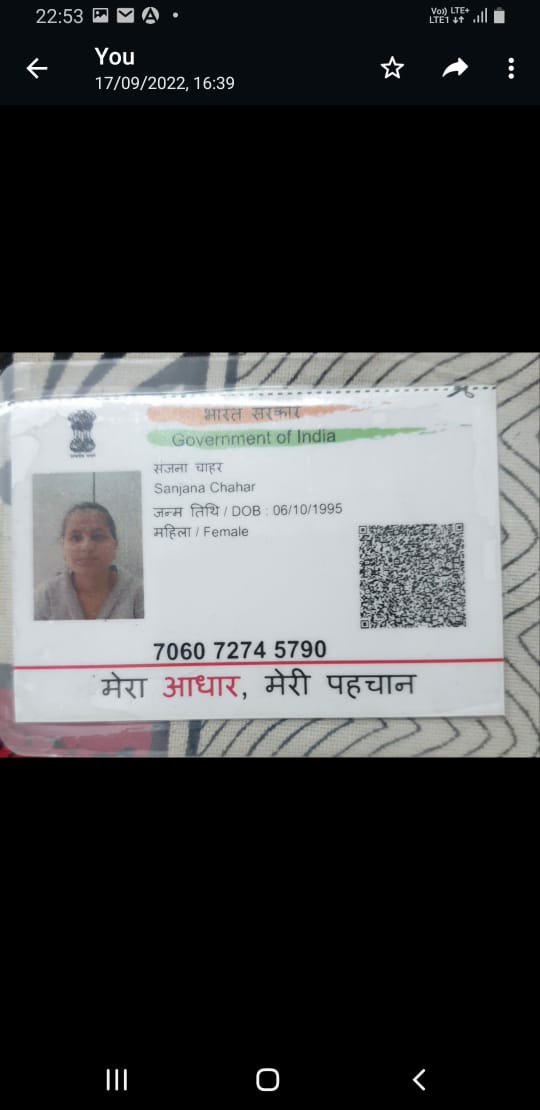 22:53
Vo)) LTE+
LTE1
You
17/09/2022, 16:39
भारत सरकार
Government of India
संजना चाहर
Sanjana Chahar
जन्म तिथि / DOB : 06/10/1995
महिला / Female
7060 7274 5790
मेरा आधार, मेरी पहचान